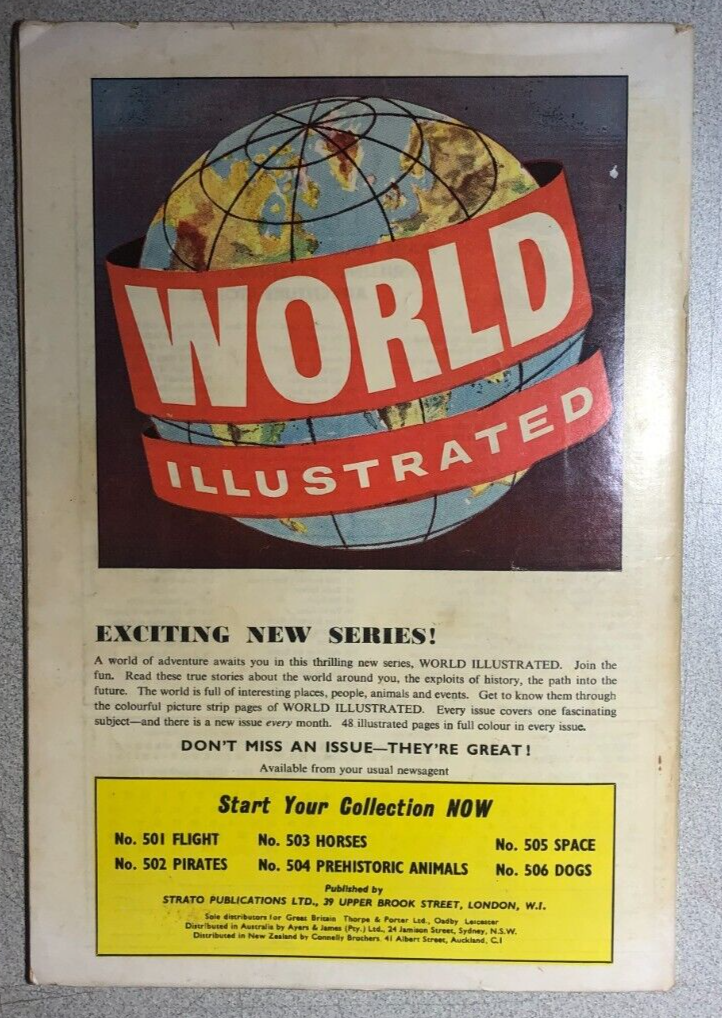 WORLD
ILLUSTRATED
EXCITING NEW SERIES!
A world of adventure awaits you in this thrilling new series, WORLD ILLUSTRATED. Join the
fun. Read these true stories about the world around you, the exploits of history, the path into the
future. The world is full of interesting places, people, animals and events. Get to know them through
the colourful picture strip pages of WORLD ILLUSTRATED. Every issue covers one fascinating
subject—and there is a new issue every month. 48 illustrated pages in full colour in every issue.
DON'T MISS AN ISSUE—THEY'RE GREAT!
Available from your usual newsagent
Start Your Collection NOW
No. 501 FLIGHT No. 503 HORSES No. 505 SPACE
No. 502 PIRATES No. 504 PREHISTORIC ANIMALS No. 506 DOGS
Published by
STRATO PUBLICATIONS LTD., 39 UPPER BROOK STREET, LONDON, W.I.
Sole distributors for Great Britain Thorpe & Porter Ltd., Oadby Leicester
Distributed in Australia by Ayers & James (Pty.) Ltd., 24 Jamison Street, Sydney, N.S.W.
Distributed in New Zealand by Connelly Brothers. 41 Albert Street, Auckland, C.I